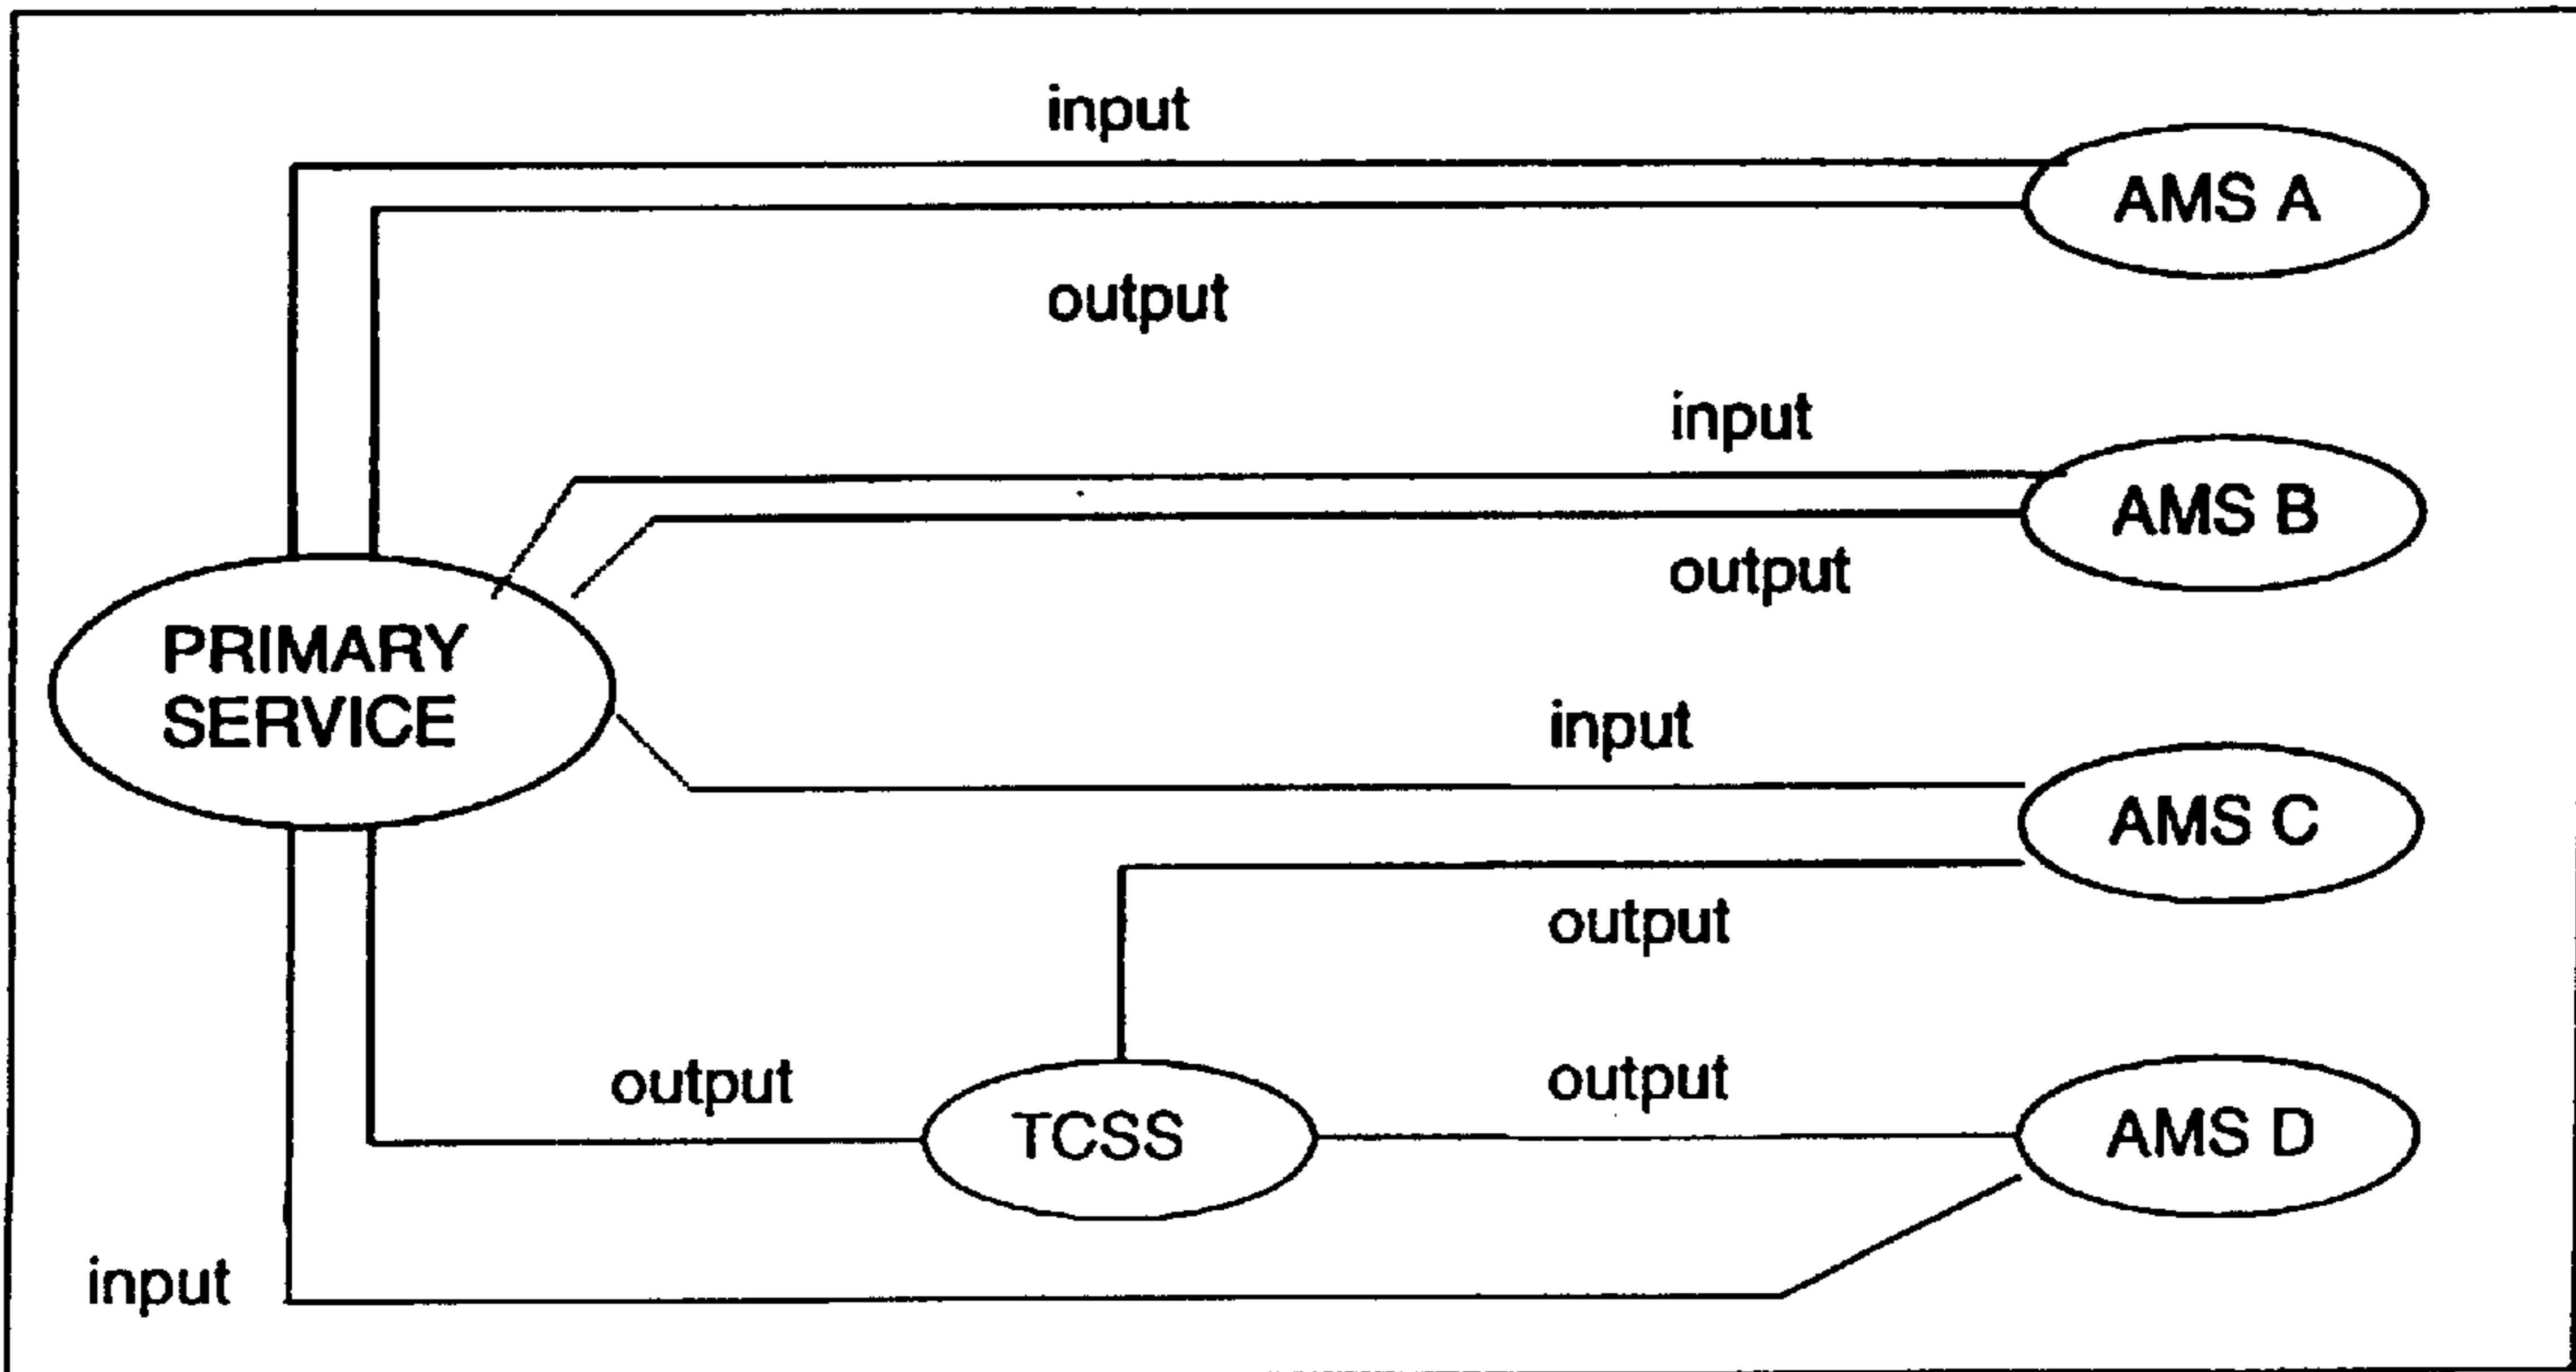 input
AMS A
output
input
AMS B
output
PRIMARY
SERVICE
input
AMS C
output
output
TCSS
output
AMS D
input